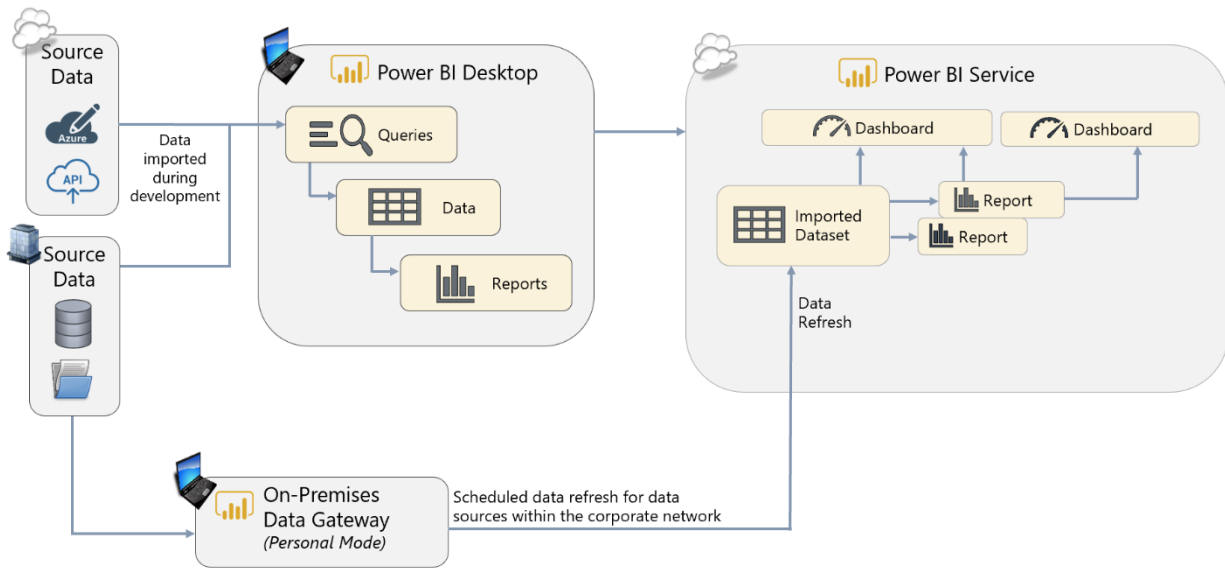 Source
Data
Azure
API
Data
imported
during
development
Source
Data
Power BI Desktop
Queries
Data
Reports
Power BI Service
Dashboard
Dashboard
Imported
Dataset
Report
Report
Data
Refresh
On-Premises
Data Gateway
(Personal Mode)
Scheduled data refresh for data
sources within the corporate network